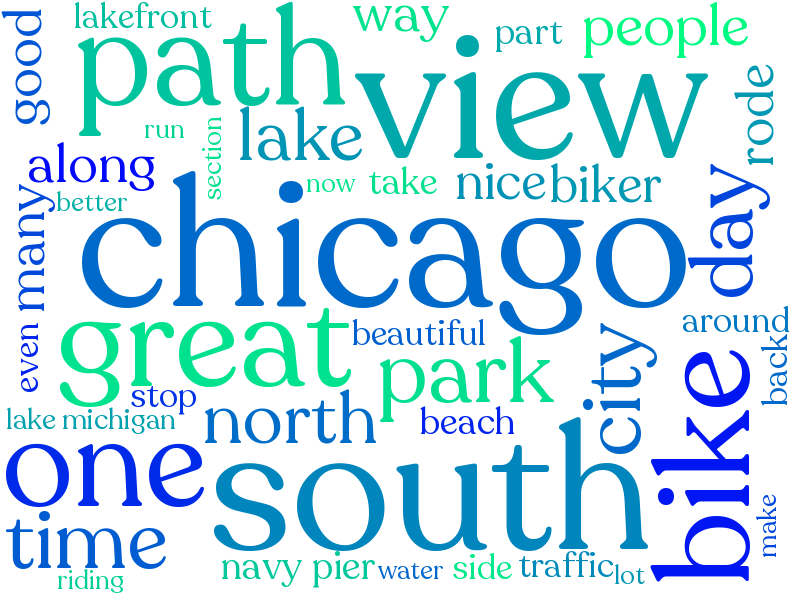 lakefront
way
part
people
good
path
view
run
section
lake
rode
along
now
take
nice
biker
better
many
chicago
day
great
beautiful
around
even
park
city
back
stop
lake michigan
north
beach
bike
one
south
time
make
navy pier
water
side
traffic
lot
riding